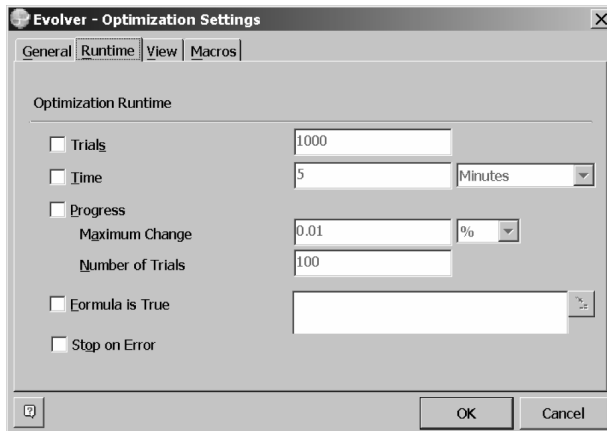 Evolver - Optimization Settings
General Runtime View Macros
Optimization Runtime
Trials 1000
Time 5 Minutes
Progress
Maximum Change 0.01 %
Number of Trials 100
Formula is True
Stop on Error
OK Cancel